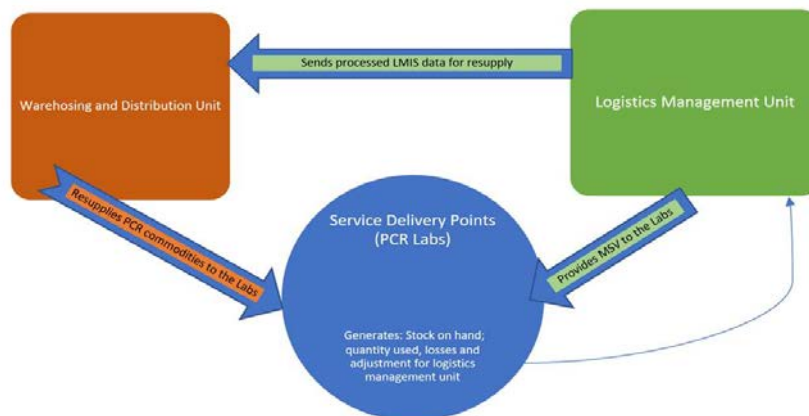 Sends processed LMIS data for resupply
Warehosing and Distribution Unit
Logistics Management Unit
Resupplies PCR commodities to the Labs
Service Delivery Points
(PCR Labs)
Provides MSV to the Labs
Generates: Stock on hand;
quantity used, losses and
adjustment for logistics
management unit